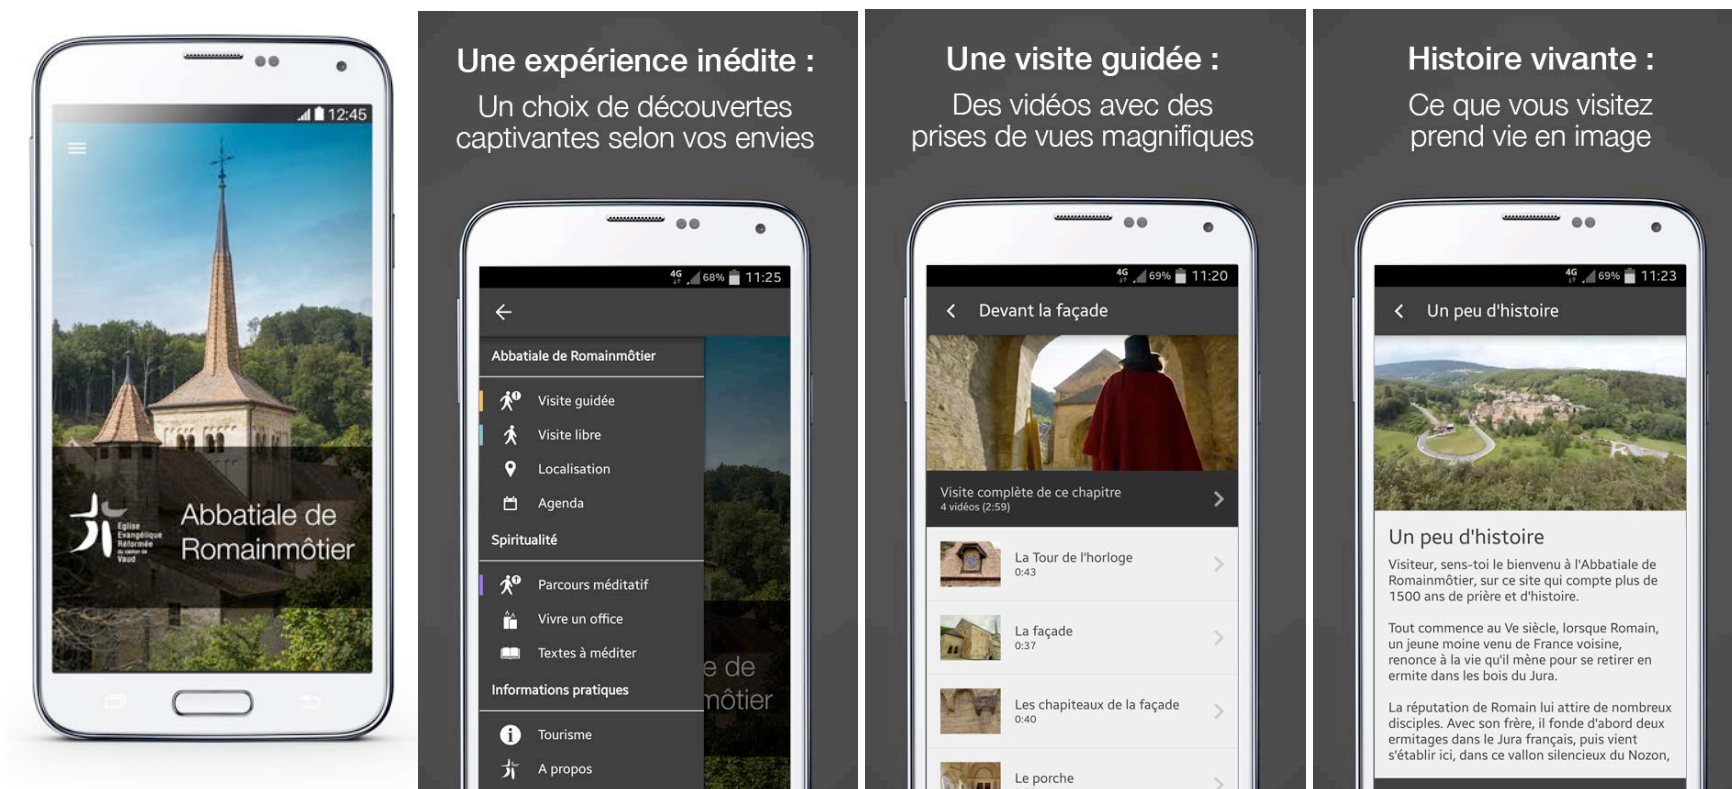 12:45
Eglise
Evangélique
Réformée
du canton de
Vaud
Abbatiale de
Romainmôtier
Une expérience inédite :
Un choix de découvertes
captivantes selon vos envies
4G 68% 11:25
Abbatiale de Romainmôtier
Visite guidée
Visite libre
Localisation
Agenda
Spiritualité
Parcours méditatif
Vivre un office
Textes à méditer
Informations pratiques
Tourisme
A propos
e de
môtier
Une visite guidée :
Des vidéos avec des
prises de vues magnifiques
4G 69% 11:20
Devant la façade
Visite complète de ce chapitre
4 vidéos (2:59)
La Tour de l'horloge
0:43
La façade
0:37
Les chapiteaux de la façade
0:40
Le porche
Histoire vivante :
Ce que vous visitez
prend vie en image
4G 69% 11:23
Un peu d'histoire
Un peu d'histoire
Visiteur, sens-toi le bienvenu à l'Abbatiale de
Romainmôtier, sur ce site qui compte plus de
1500 ans de prière et d'histoire.
Tout commence au Ve siècle, lorsque Romain,
un jeune moine venu de France voisine,
renonce à la vie qu'il mène pour se retirer en
ermite dans les bois du Jura.
La réputation de Romain lui attire de nombreux
disciples. Avec son frère, il fonde d'abord deux
ermitages dans le Jura français, puis vient
s'établir ici, dans ce vallon silencieux du Nozon,